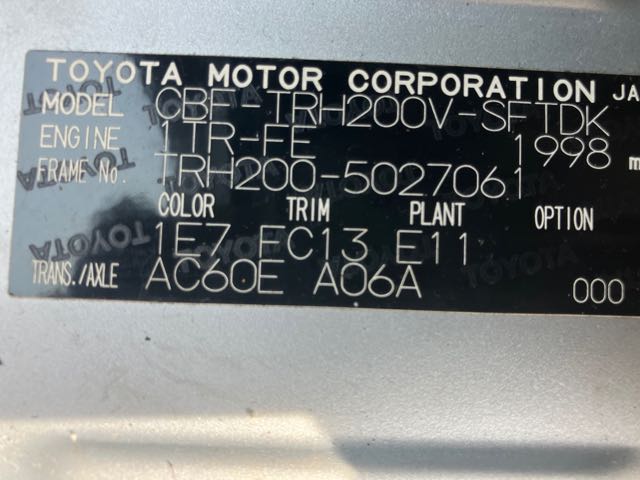 TOYOTA MOTOR CORPORATION JA
MODEL CBF-TRH200V-SFTDK
ENGINE 1TR-FE 1998 m
FRAME No. TRH200-5027061
COLOR TRIM PLANT OPTION
1E7 FC13 E11
TRANS./AXLE AC60E A06A 000